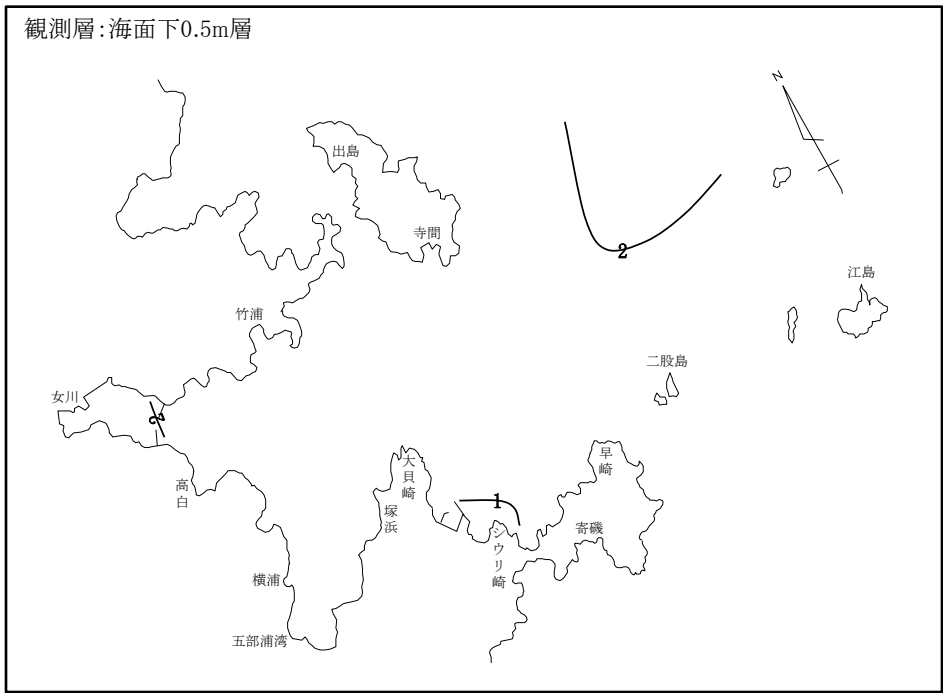 観測層:海面下0.5m層
N
出島
寺間
2
江島
竹浦
二股島
女川
2
大貝崎
早崎
高白
塚浜
1
シウリ崎
寄磯
横浦
五部浦湾